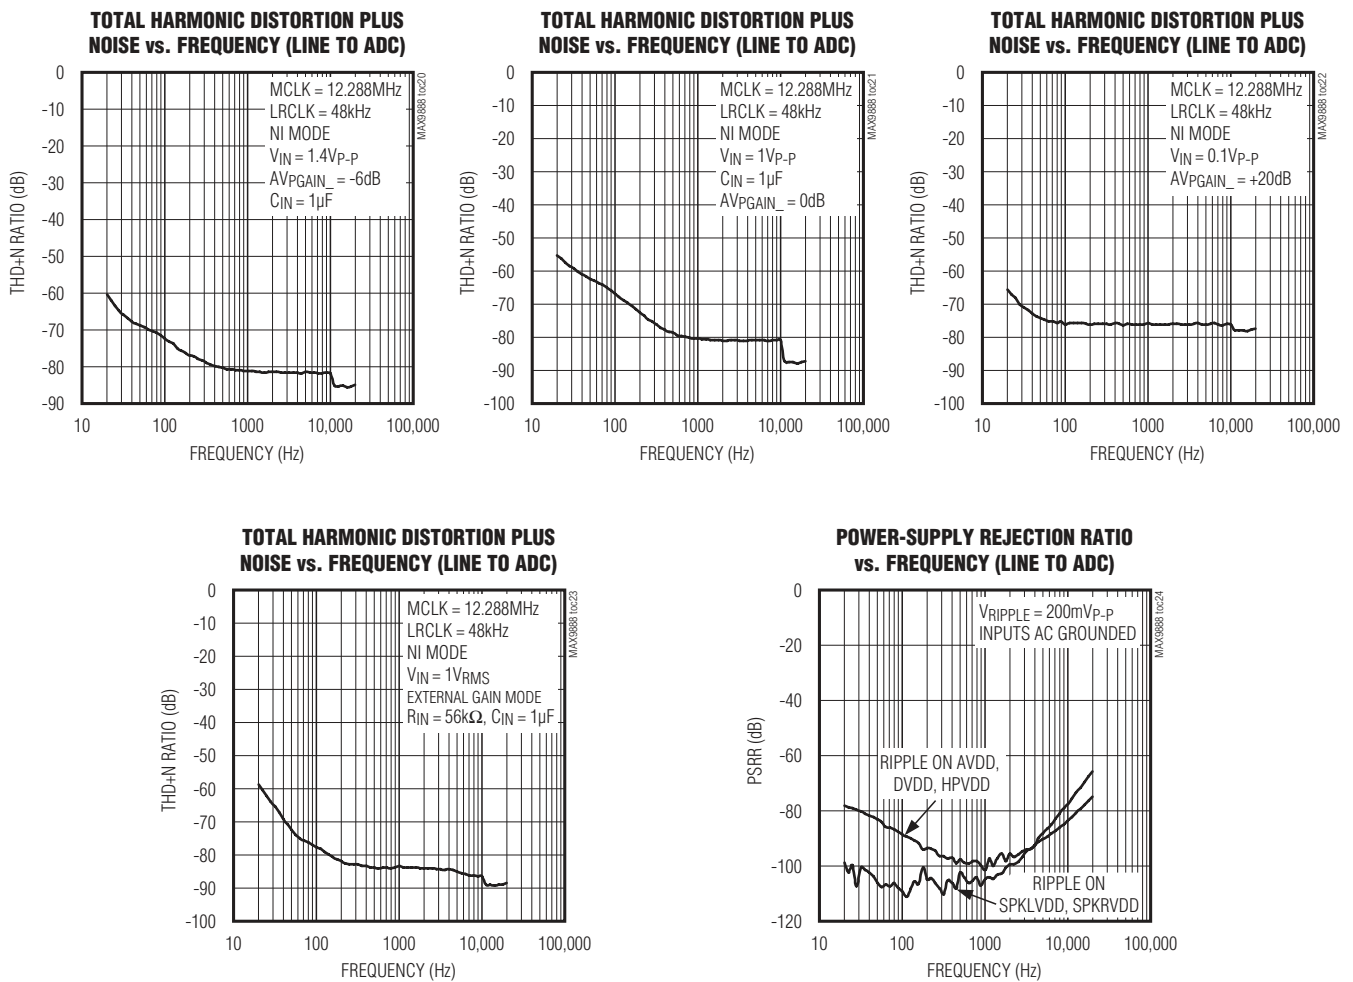 TOTAL HARMONIC DISTORTION PLUS
NOISE vs. FREQUENCY (LINE TO ADC)
MAX9888 toc20
THD+N RATIO (dB)
0
-10
-20
-30
-40
-50
-60
-70
-80
-90
MCLK = 12.288MHz
LRCLK = 48kHz
NI MODE
VIN = 1.4VP-P
AVPGAIN_ = -6dB
CIN = 1µF
10
100
1000
10,000
100,000
FREQUENCY (Hz)
TOTAL HARMONIC DISTORTION PLUS
NOISE vs. FREQUENCY (LINE TO ADC)
MAX9888 toc21
THD+N RATIO (dB)
0
-10
-20
-30
-40
-50
-60
-70
-80
-90
-100
MCLK = 12.288MHz
LRCLK = 48kHz
NI MODE
VIN = 1VP-P
CIN = 1µF
AVPGAIN_ = 0dB
10
100
1000
10,000
100,000
FREQUENCY (Hz)
TOTAL HARMONIC DISTORTION PLUS
NOISE vs. FREQUENCY (LINE TO ADC)
MAX9888 toc22
THD+N RATIO (dB)
0
-10
-20
-30
-40
-50
-60
-70
-80
-90
-100
MCLK = 12.288MHz
LRCLK = 48kHz
NI MODE
VIN = 0.1VP-P
AVPGAIN_ = +20dB
10
100
1000
10,000
100,000
FREQUENCY (Hz)
TOTAL HARMONIC DISTORTION PLUS
NOISE vs. FREQUENCY (LINE TO ADC)
MAX9888 toc23
THD+N RATIO (dB)
0
-10
-20
-30
-40
-50
-60
-70
-80
-90
-100
MCLK = 12.288MHz
LRCLK = 48kHz
NI MODE
VIN = 1VRMS
EXTERNAL GAIN MODE
RIN = 56kΩ, CIN = 1µF
10
100
1000
10,000
100,000
FREQUENCY (Hz)
POWER-SUPPLY REJECTION RATIO
vs. FREQUENCY (LINE TO ADC)
MAX9888 toc24
PSRR (dB)
0
-20
-40
-60
-80
-100
-120
VRIPPLE = 200mVP-P
INPUTS AC GROUNDED
RIPPLE ON AVDD,
DVDD, HPVDD
RIPPLE ON
SPKLVDD, SPKRVDD
10
100
1000
10,000
100,000
FREQUENCY (Hz)